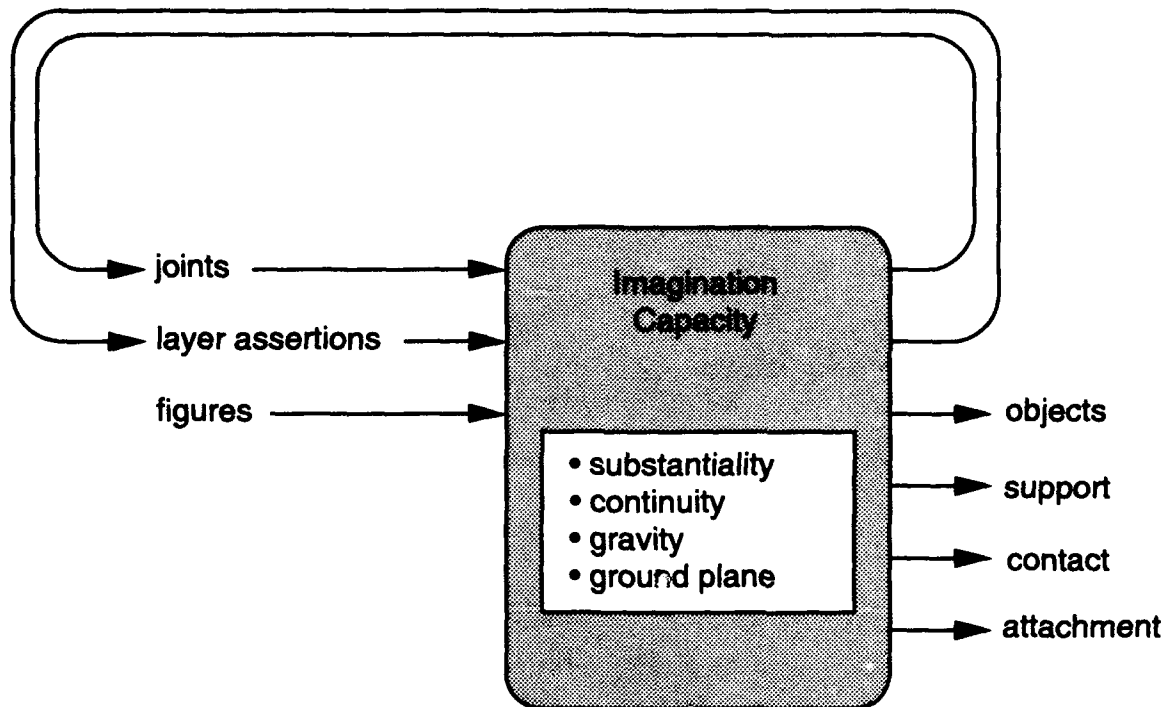 joints
Imagination
Capacity
layer assertions
figures
objects
• substantiality
• continuity
• gravity
• ground plane
support
contact
attachment